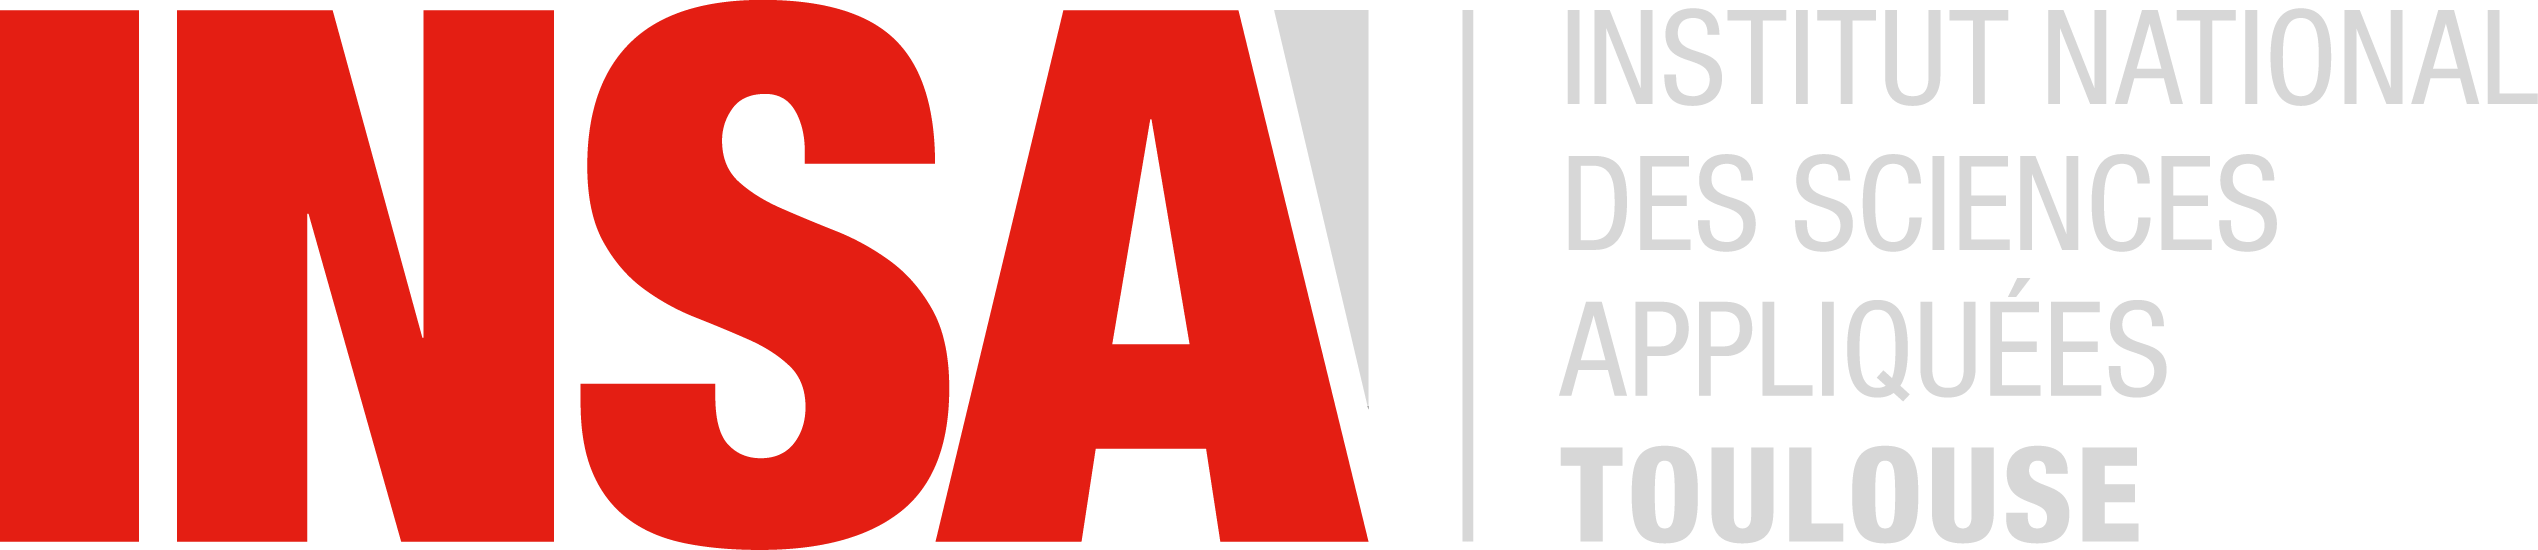 INSA
INSTITUT NATIONAL
DES SCIENCES
APPLIQUÉES
TOULOUSE